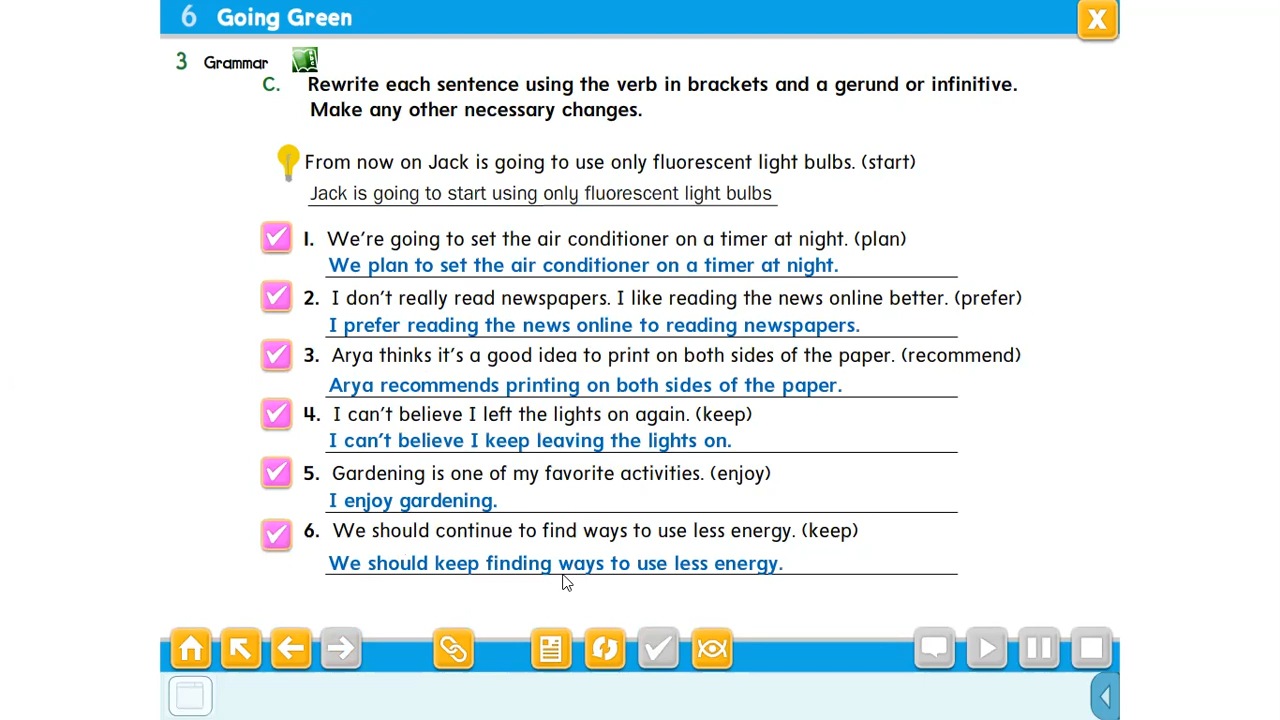 6 Going Green
X
3 Grammar
C. Rewrite each sentence using the verb in brackets and a gerund or infinitive.
Make any other necessary changes.
From now on Jack is going to use only fluorescent light bulbs. (start)
Jack is going to start using only fluorescent light bulbs
1. We're going to set the air conditioner on a timer at night. (plan)
We plan to set the air conditioner on a timer at night.
2. I don't really read newspapers. I like reading the news online better. (prefer)
I prefer reading the news online to reading newspapers.
3. Arya thinks it's a good idea to print on both sides of the paper. (recommend)
Arya recommends printing on both sides of the paper.
4. I can't believe I left the lights on again. (keep)
I can't believe I keep leaving the lights on.
5. Gardening is one of my favorite activities. (enjoy)
I enjoy gardening.
6. We should continue to find ways to use less energy. (keep)
We should keep finding ways to use less energy.